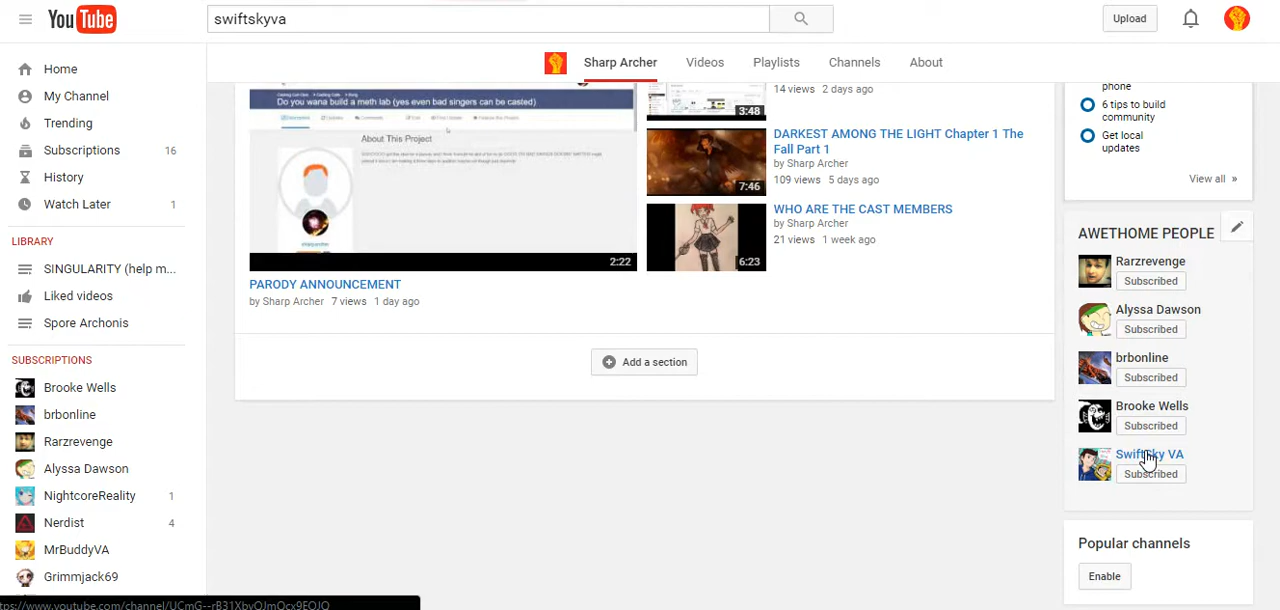 YouTube
swiftskyva
Upload
Sharp Archer Videos Playlists Channels About
Home
My Channel
Trending
Subscriptions 16
History
Watch Later 1
LIBRARY
SINGULARITY (help m...
Liked videos
Spore Archonis
SUBSCRIPTIONS
Brooke Wells
brbonline
Rarzrevenge
Alyssa Dawson
NightcoreReality 1
Nerdist 4
MrBuddyVA
Grimmjack69
Do you wana build a meth lab (yes even bad singers can be casted)
About This Project
2:22
PARODY ANNOUNCEMENT
by Sharp Archer 7 views 1 day ago
3:48
14 views 2 days ago
7:46
DARKEST AMONG THE LIGHT Chapter 1 The
Fall Part 1
by Sharp Archer
109 views 5 days ago
6:23
WHO ARE THE CAST MEMBERS
by Sharp Archer
21 views 1 week ago
Add a section
phone
6 tips to build
community
Get local
updates
View all »
AWETHOME PEOPLE
Rarzrevenge
Subscribed
Alyssa Dawson
Subscribed
brbonline
Subscribed
Brooke Wells
Subscribed
SwiftSky VA
Subscribed
Popular channels
Enable